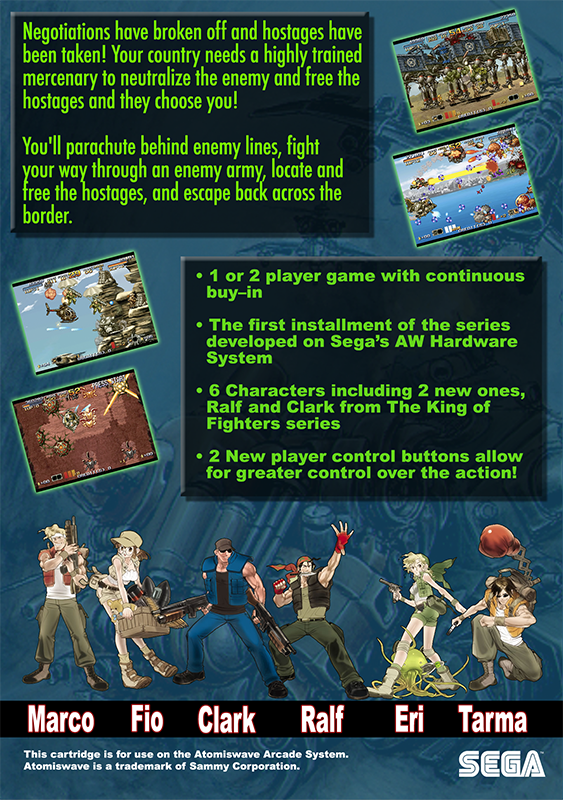 Negotiations have broken off and hostages have
been taken! Your country needs a highly trained
mercenary to neutralize the enemy and free the
hostages and they choose you!
You'll parachute behind enemy lines, fight
your way through an enemy army, locate and
free the hostages, and escape back across the
border.
• 1 or 2 player game with continuous
buy–in
• The first installment of the series
developed on Sega's AW Hardware
System
• 6 Characters including 2 new ones,
Ralf and Clark from The King of
Fighters series
• 2 New player control buttons allow
for greater control over the action!
Marco Fio Clark Ralf Eri Tarma
This cartridge is for use on the Atomiswave Arcade System.
Atomiswave is a trademark of Sammy Corporation.
SEGA